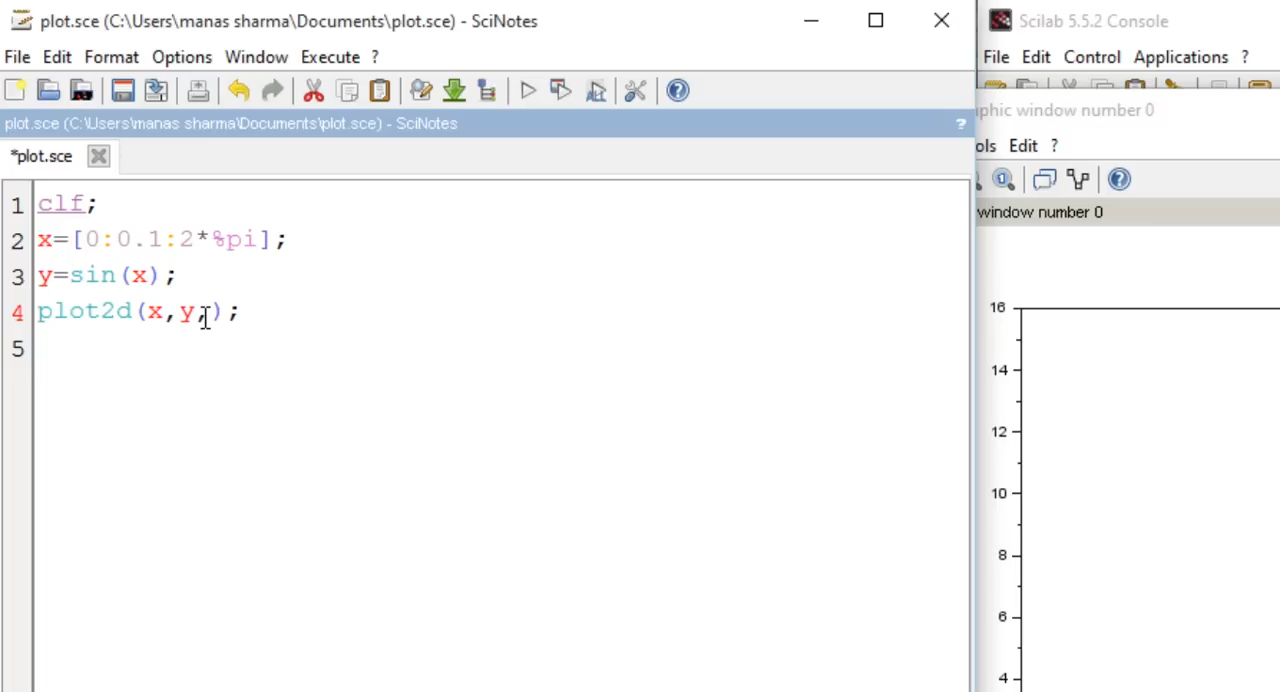 plot.sce (C:\Users\manas sharma\Documents\plot.sce) - SciNotes
Scilab 5.5.2 Console
File Edit Format Options Window Execute ?
File Edit Control Applications ?
phic window number 0
plot.sce (C:\Users\manas sharma\Documents\plot.sce) - SciNotes ?
ols Edit ?
*plot.sce
window number 0
1 clf;
2 x=[0:0.1:2*%pi];
3 y=sin(x);
4 plot2d(x,y,);
5
16
14
12
10
8
6
4